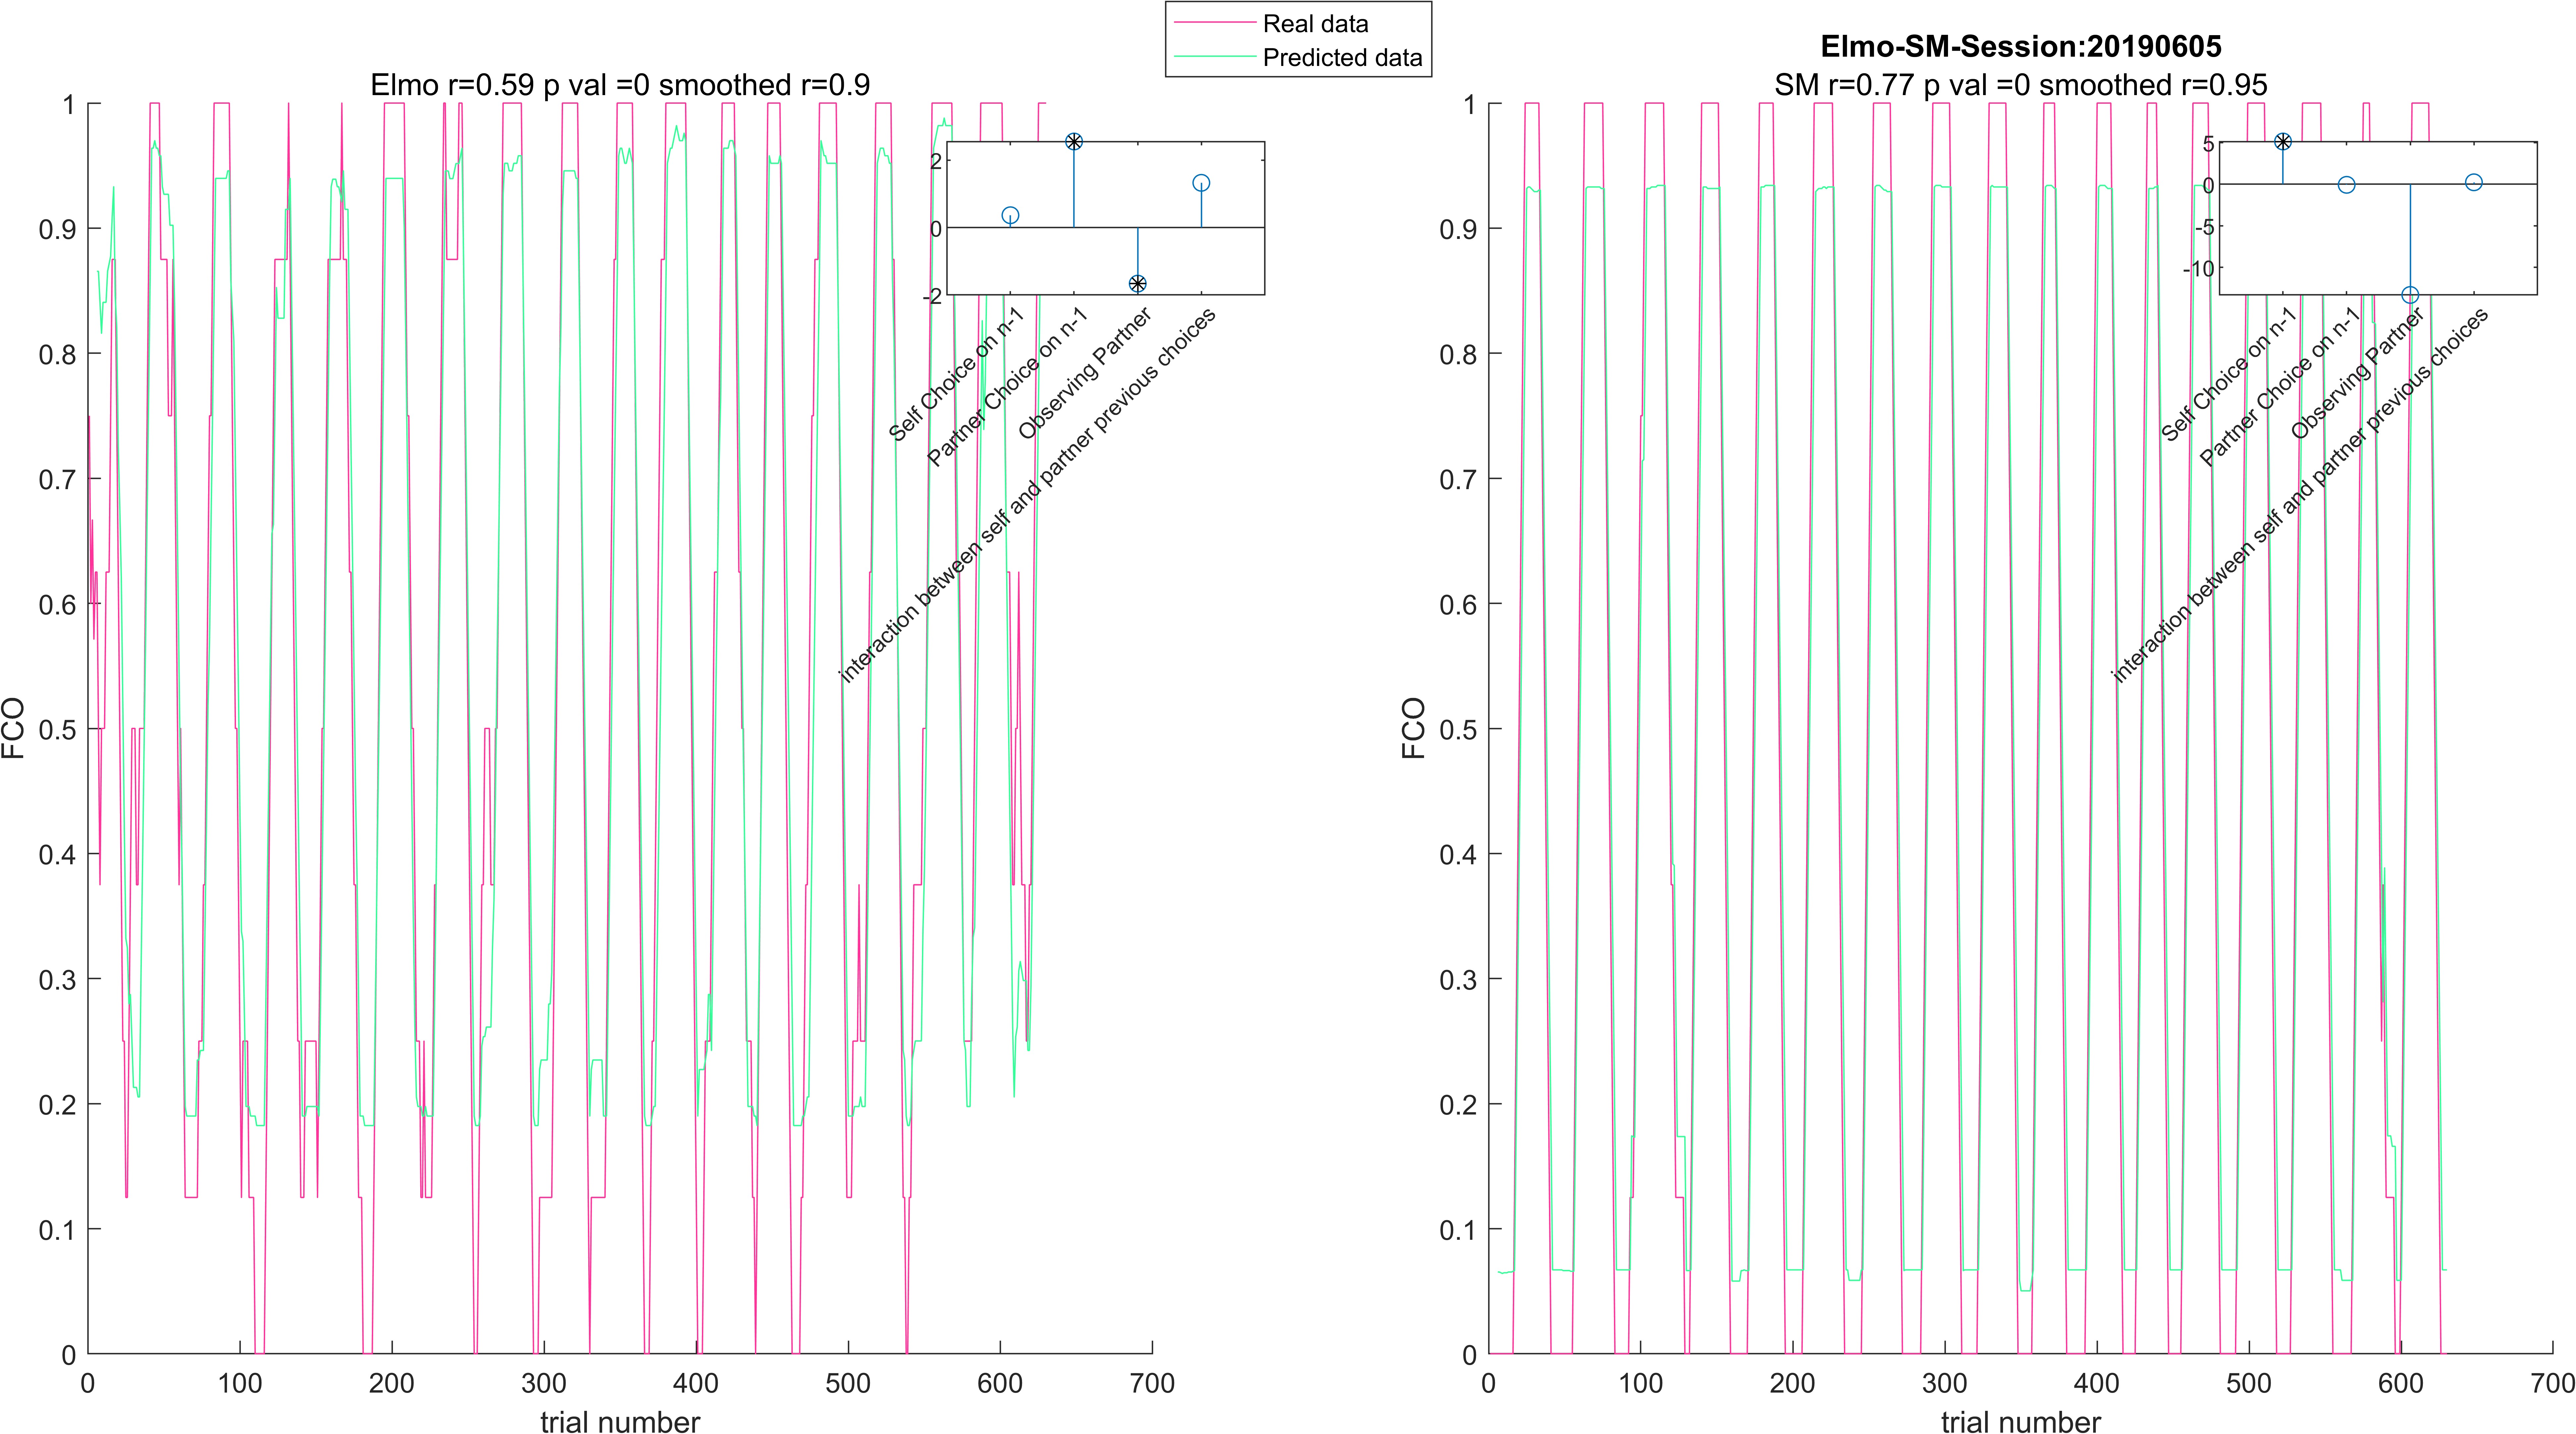 Real data
Predicted data
Elmo r=0.59 p val =0 smoothed r=0.9
1
0.9
0.8
0.7
0.6
0.5
0.4
0.3
0.2
0.1
0
FCO
0
100
200
300
400
500
600
700
trial number
2
0
-2
Self Choice on n-1
Partner Choice on n-1
Observing Partner
interaction between self and partner previous choices
Elmo-SM-Session:20190605
SM r=0.77 p val =0 smoothed r=0.95
1
0.9
0.8
0.7
0.6
0.5
0.4
0.3
0.2
0.1
0
FCO
0
100
200
300
400
500
600
700
trial number
5
0
-5
-10
Self Choice on n-1
Partner Choice on n-1
Observing Partner
interaction between self and partner previous choices